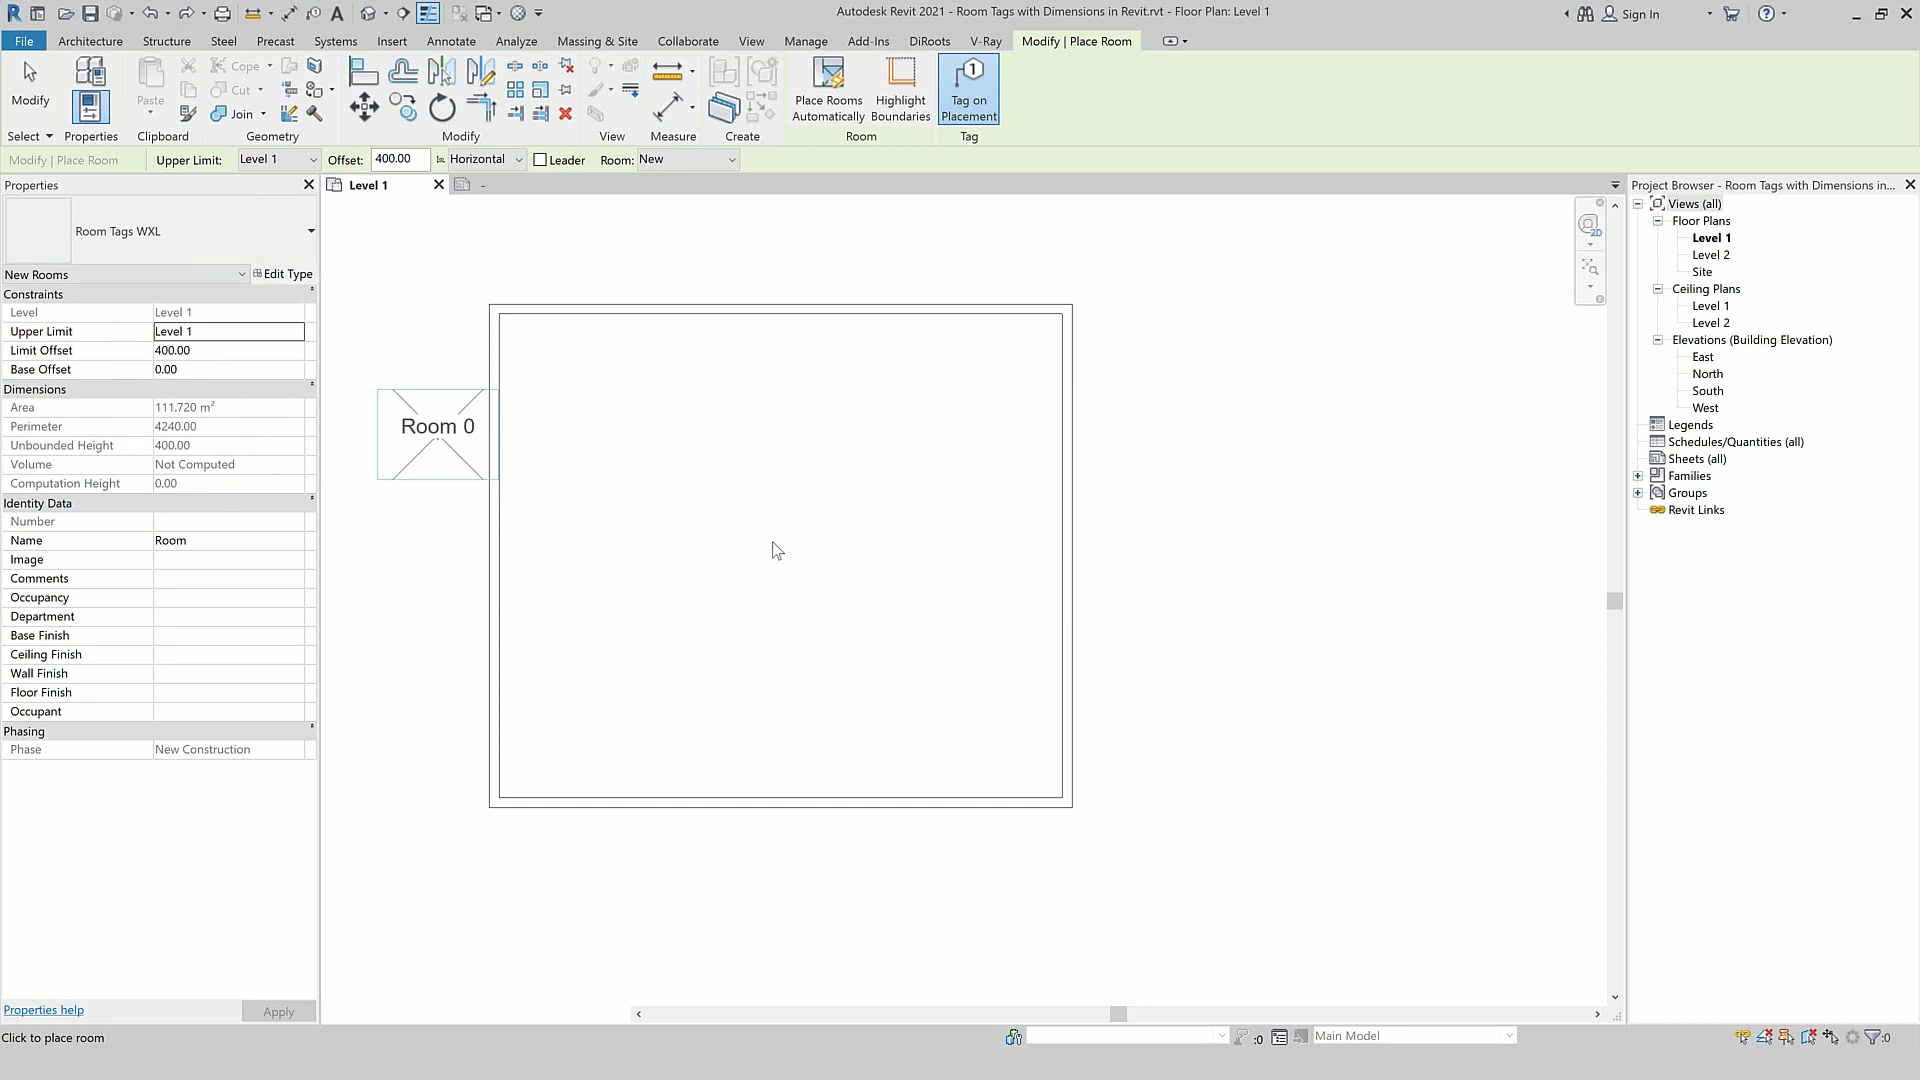 Autodesk Revit 2021 - Room Tags with Dimensions in Revit.rvt - Floor Plan: Level 1
Sign In
File Architecture Structure Steel Precast Systems Insert Annotate Analyze Massing & Site Collaborate View Manage Add-Ins DiRoots V-Ray Modify | Place Room
Modify
Paste
Cope
Cut
Join
Place Rooms Automatically
Highlight Boundaries
1
Tag on Placement
Select Properties Clipboard Geometry Modify View Measure Create Room Tag
Modify | Place Room Upper Limit: Level 1 Offset: 400.00 Horizontal Leader Room: New
Properties
Room Tags WXL
New Rooms Edit Type
Constraints
Level Level 1
Upper Limit Level 1
Limit Offset 400.00
Base Offset 0.00
Dimensions
Area 111.720 m²
Perimeter 4240.00
Unbounded Height 400.00
Volume Not Computed
Computation Height 0.00
Identity Data
Number
Name Room
Image
Comments
Occupancy
Department
Base Finish
Ceiling Finish
Wall Finish
Floor Finish
Occupant
Phasing
Phase New Construction
Properties help Apply
Click to place room
Level 1
-
Room 0
2D
Project Browser - Room Tags with Dimensions in...
Views (all)
Floor Plans
Level 1
Level 2
Site
Ceiling Plans
Level 1
Level 2
Elevations (Building Elevation)
East
North
South
West
Legends
Schedules/Quantities (all)
Sheets (all)
Families
Groups
Revit Links
:0 Main Model :0